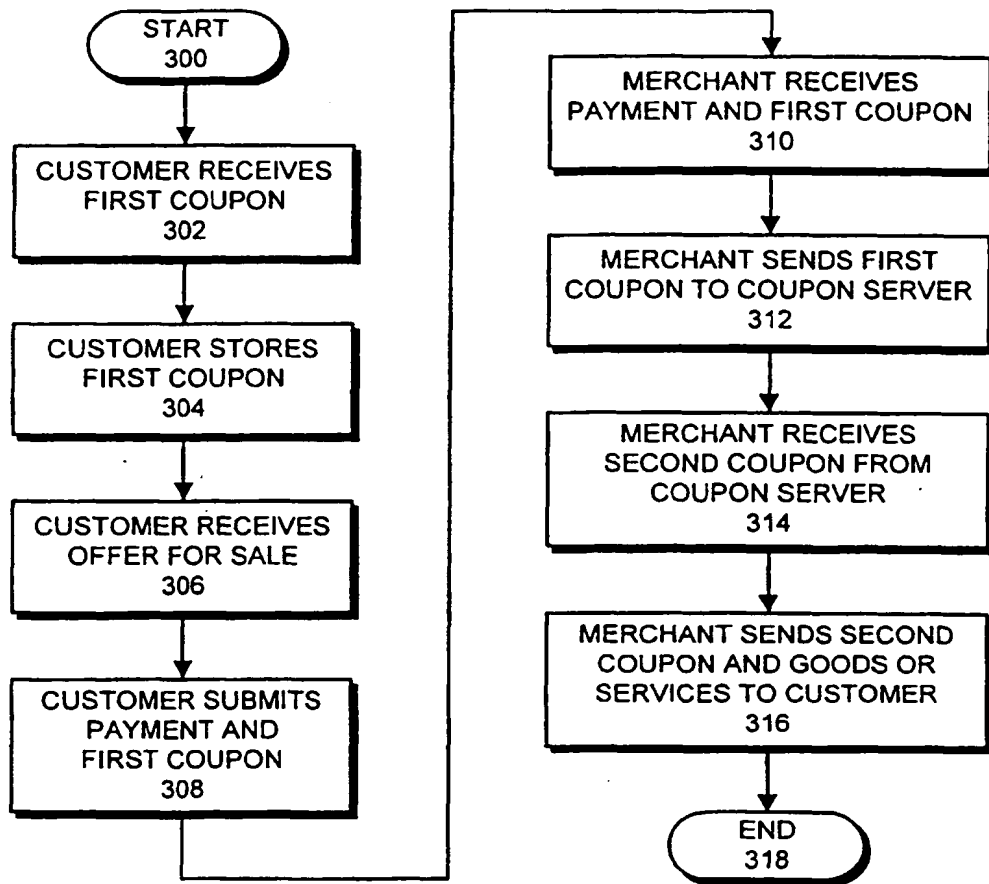 START
300
CUSTOMER RECEIVES
FIRST COUPON
302
CUSTOMER STORES
FIRST COUPON
304
CUSTOMER RECEIVES
OFFER FOR SALE
306
CUSTOMER SUBMITS
PAYMENT AND
FIRST COUPON
308
MERCHANT RECEIVES
PAYMENT AND FIRST COUPON
310
MERCHANT SENDS FIRST
COUPON TO COUPON SERVER
312
MERCHANT RECEIVES
SECOND COUPON FROM
COUPON SERVER
314
MERCHANT SENDS SECOND
COUPON AND GOODS OR
SERVICES TO CUSTOMER
316
END
318